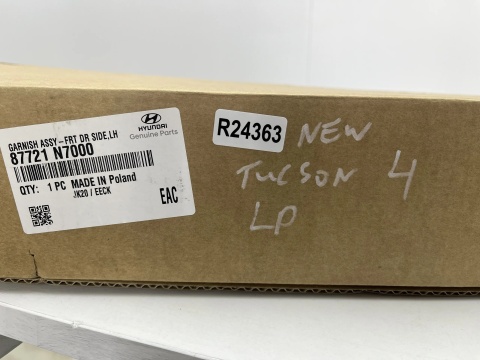 GARNISH ASSY-FRT DR SIDE,LH
87721 N7000
HYUNDAI
Genuine Parts
QTY: 1 PC MADE IN Poland
JK20 / EECK
EAC
R24363
NEW
TUCSON 4
LP